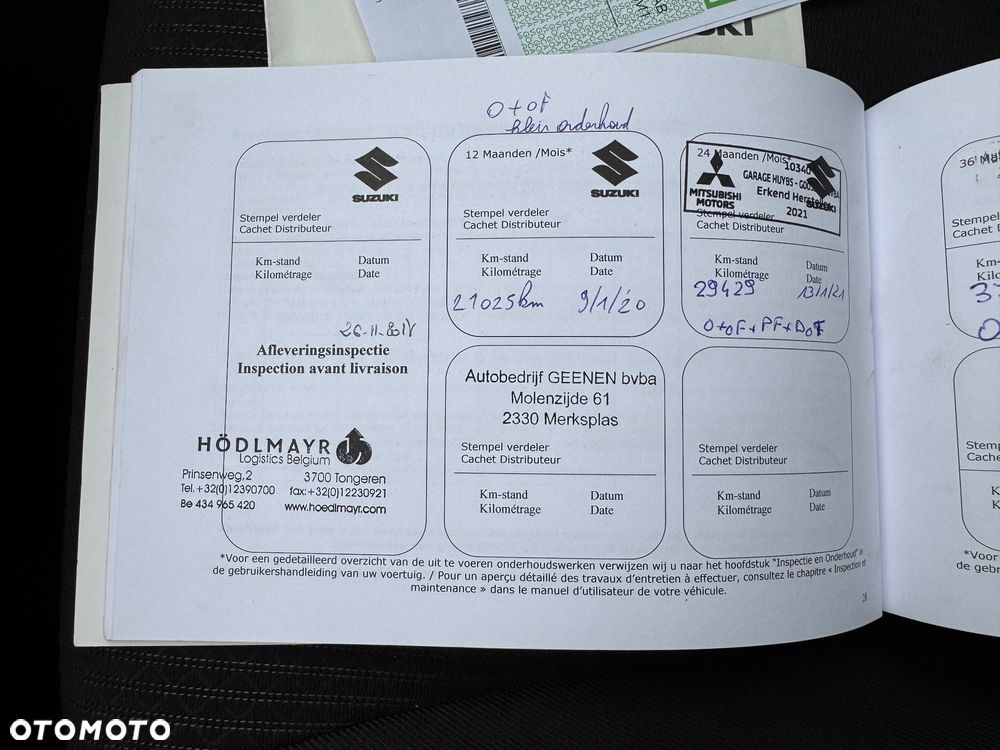 O+OF
klein onderhoud
SUZUKI
Stempel verdeler
Cachet Distributeur
Km-stand Datum
Kilométrage Date
Afleveringsinspectie
Inspection avant livraison
HÖDLMAYR
Logistics Belgium
Prinsenweg,2 3700 Tongeren
Tel.+32(0)12390700 fax:+32(0)12230921
Be 434 965 420 www.hoedlmayr.com
12 Maanden /Mois*
SUZUKI
Stempel verdeler
Cachet Distributeur
Km-stand Datum
Kilométrage Date
21025km 9/1/20
Autobedrijf GEENEN bvba
Molenzijde 61
2330 Merksplas
Stempel verdeler
Cachet Distributeur
Km-stand Datum
Kilométrage Date
24 Maanden /Mois*
10340
GARAGE HUYBS -
Erkend
MITSUBISHI
MOTORS
2021
SUZUKI
Stempel verdeler
Cachet Distributeur
Km-stand Datum
Kilométrage Date
29429 13/1/21
O+OF+PF+DOF
Stempel verdeler
Cachet Distributeur
Km-stand Datum
Kilométrage Date
*Voor een gedetailleerd overzicht van de uit te voeren onderhoudswerken verwijzen wij u naar het hoofdstuk "Inspectie en Onderhoud" in
de gebruikershandleiding van uw voertuig. / Pour un aperçu détaillé des travaux d'entretien à effectuer, consultez le chapitre « Inspection et
maintenance » dans le manuel d'utilisateur de votre véhicule.
28
36
Stempel
Cachet
*Voor
de
OTOMOTO